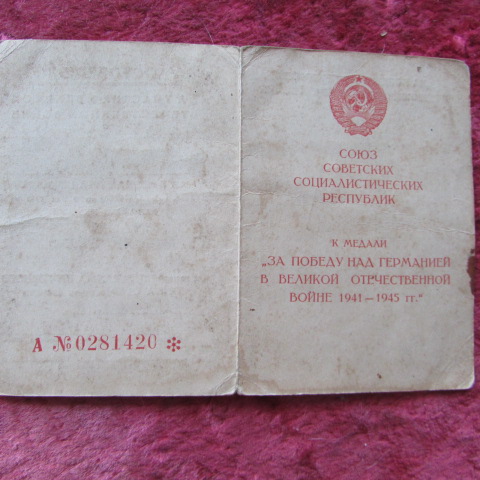 А №0281420 *
СОЮЗ
СОВЕТСКИХ
СОЦИАЛИСТИЧЕСКИХ
РЕСПУБЛИК
К МЕДАЛИ
„ЗА ПОБЕДУ НАД ГЕРМАНИЕЙ
В ВЕЛИКОЙ ОТЕЧЕСТВЕННОЙ
ВОЙНЕ 1941—1945 гг.“